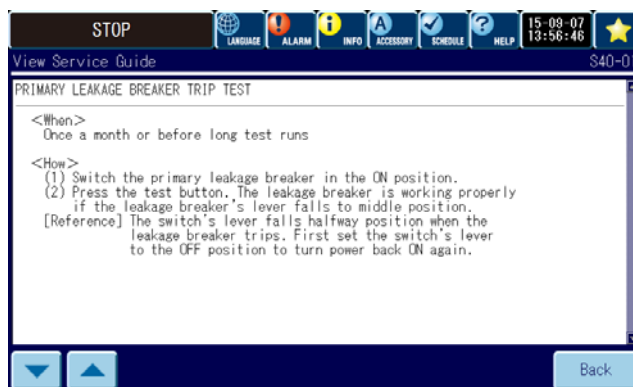 STOP
LANGUAGE
ALARM
INFO
ACCESSORY
SCHEDULE
HELP
15-09-07
13:56:46
View Service Guide
S40-01
PRIMARY LEAKAGE BREAKER TRIP TEST
<When>
Once a month or before long test runs
<How>
(1) Switch the primary leakage breaker in the ON position.
(2) Press the test button. The leakage breaker is working properly
if the leakage breaker's lever falls to middle position.
[Reference] The switch's lever falls halfway position when the
leakage breaker trips. First set the switch's lever
to the OFF position to turn power back ON again.
Back